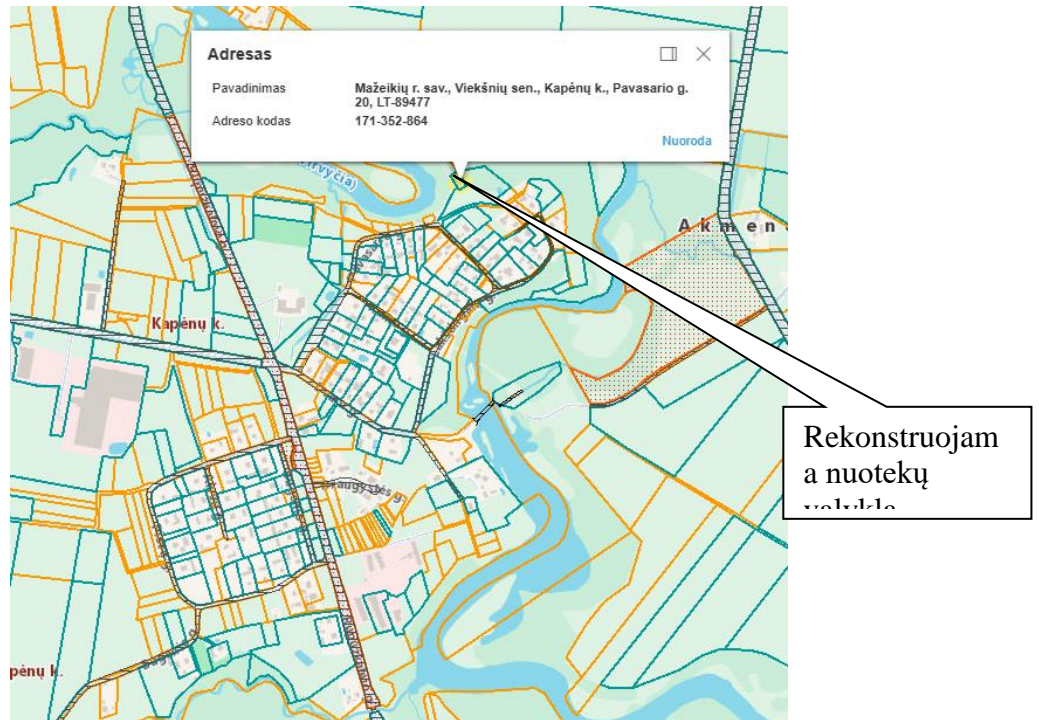 Adresas
Pavadinimas
Mažeikių r. sav., Viekšnių sen., Kapėnų k., Pavasario g.
20, LT-89477
Adreso kodas
171-352-864
Nuoroda
A k m e n
Kapėnų k.
Rekonstruojam
a nuotekų
valykla
pėnų k.